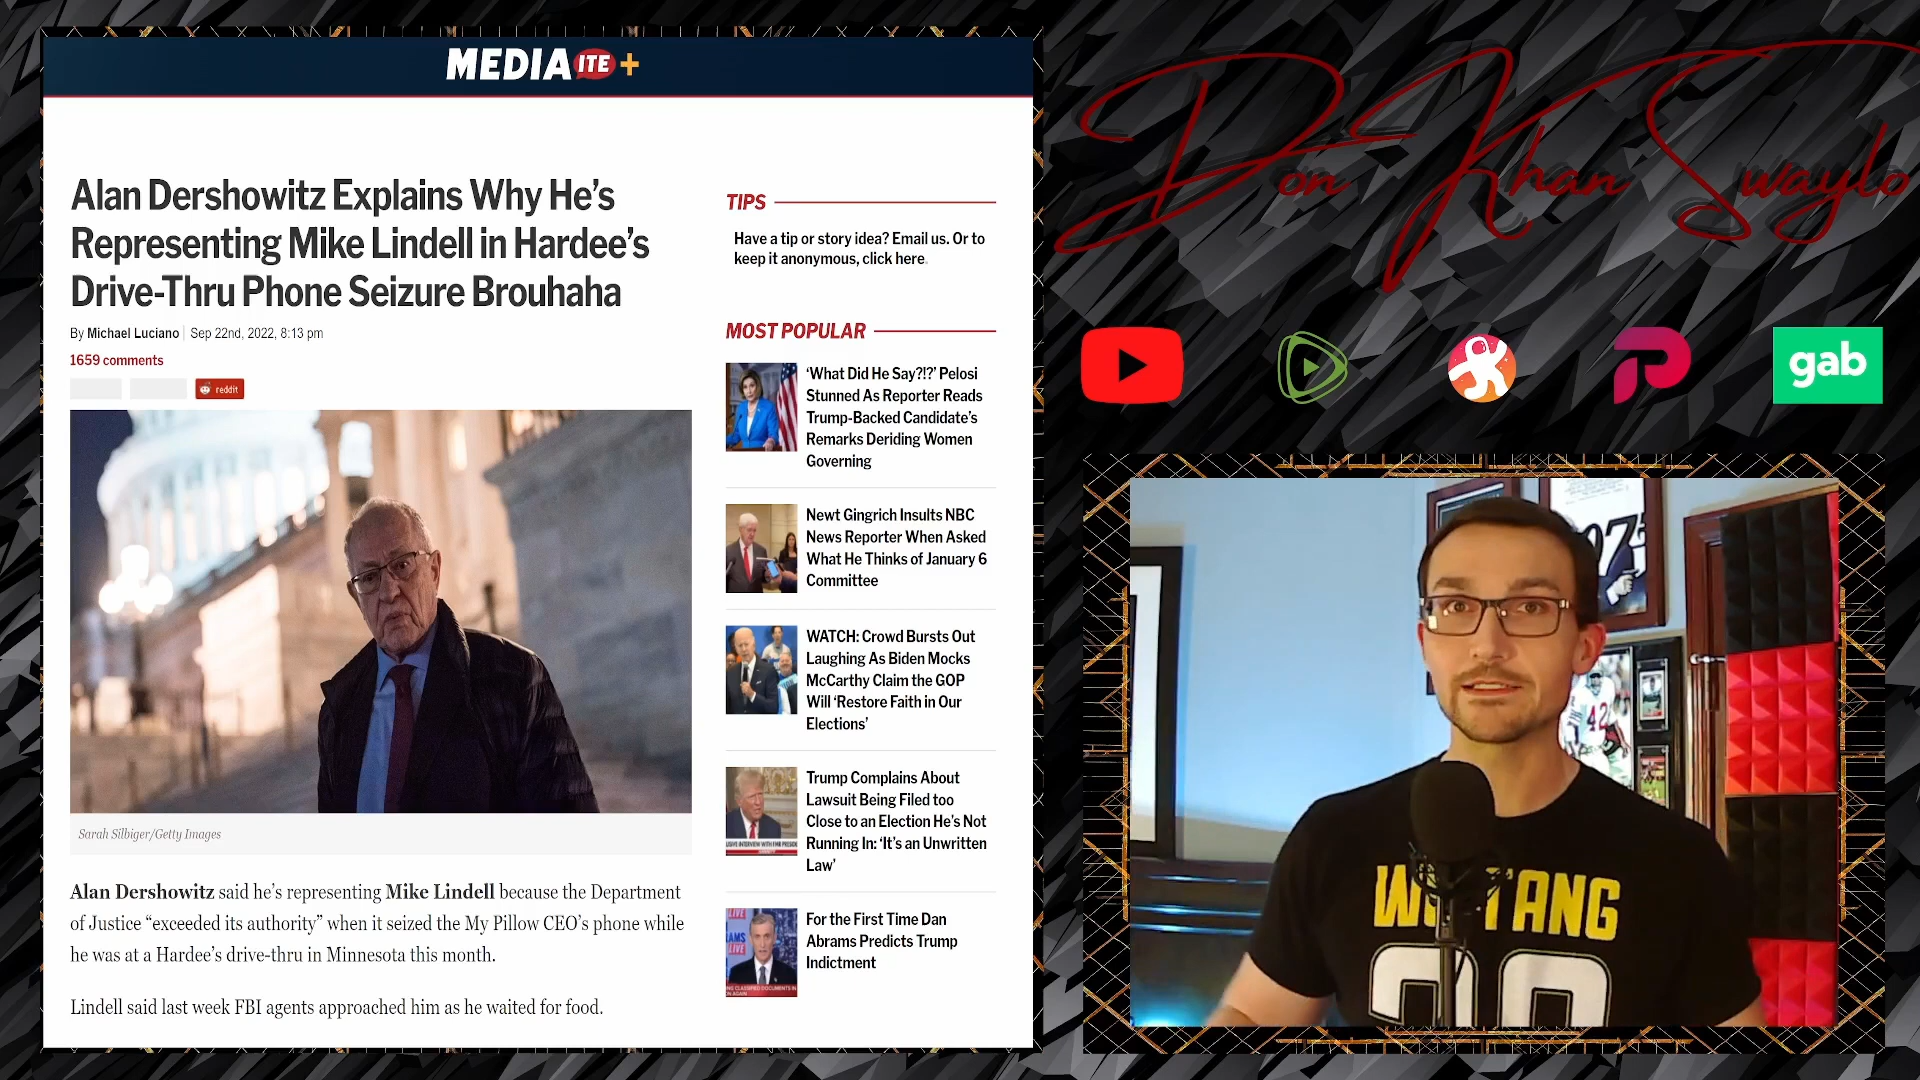 MEDIA ITE +
Alan Dershowitz Explains Why He's
Representing Mike Lindell in Hardee's
Drive-Thru Phone Seizure Brouhaha
By Michael Luciano | Sep 22nd, 2022, 8:13 pm
1659 comments
reddit
Sarah Silbiger/Getty Images
Alan Dershowitz said he's representing Mike Lindell because the Department
of Justice “exceeded its authority” when it seized the My Pillow CEO's phone while
he was at a Hardee's drive-thru in Minnesota this month.
Lindell said last week FBI agents approached him as he waited for food.
TIPS
Have a tip or story idea? Email us. Or to
keep it anonymous, click here.
MOST POPULAR
‘What Did He Say?!?’ Pelosi
Stunned As Reporter Reads
Trump-Backed Candidate's
Remarks Deriding Women
Governing
Newt Gingrich Insults NBC
News Reporter When Asked
What He Thinks of January 6
Committee
WATCH: Crowd Bursts Out
Laughing As Biden Mocks
McCarthy Claim the GOP
Will ‘Restore Faith in Our
Elections’
Trump Complains About
Lawsuit Being Filed too
Close to an Election He's Not
Running In: ‘It's an Unwritten
Law’
For the First Time Dan
Abrams Predicts Trump
Indictment
LIVE
Don Khan Swaylo
gab
42